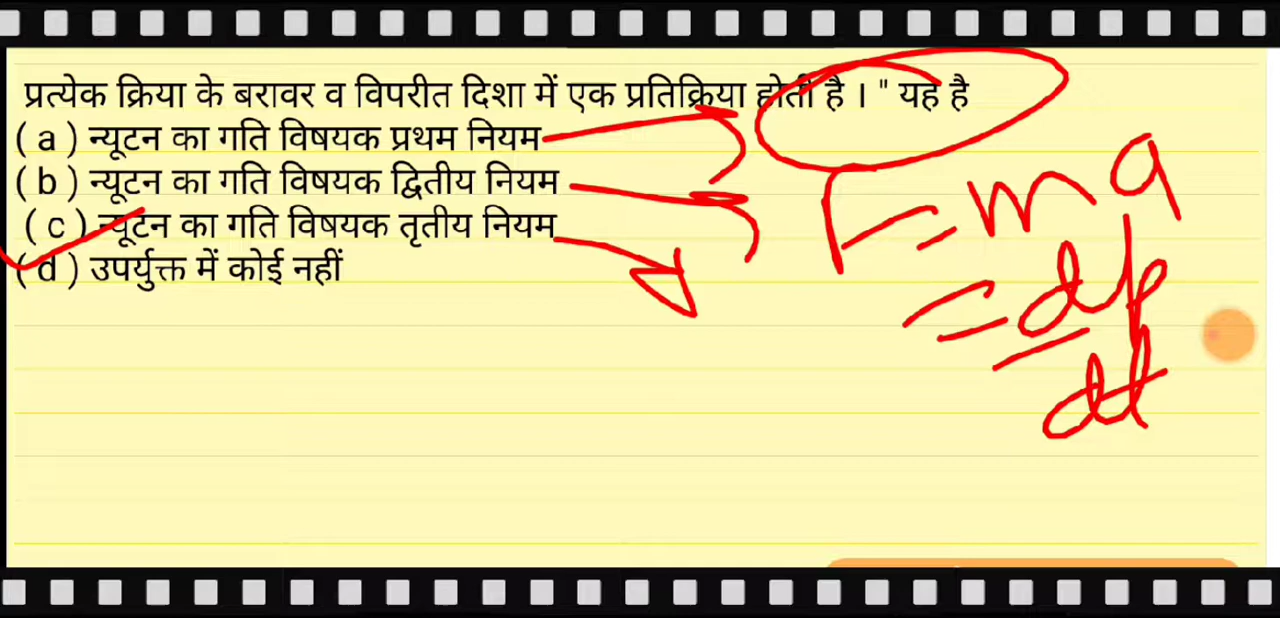 प्रत्येक क्रिया के बरावर व विपरीत दिशा में एक प्रतिक्रिया होती है । " यह है
( a ) न्यूटन का गति विषयक प्रथम नियम
( b ) न्यूटन का गति विषयक द्वितीय नियम
( c ) न्यूटन का गति विषयक तृतीय नियम
( d ) उपर्युक्त में कोई नहीं
F = ma
= dp
dt